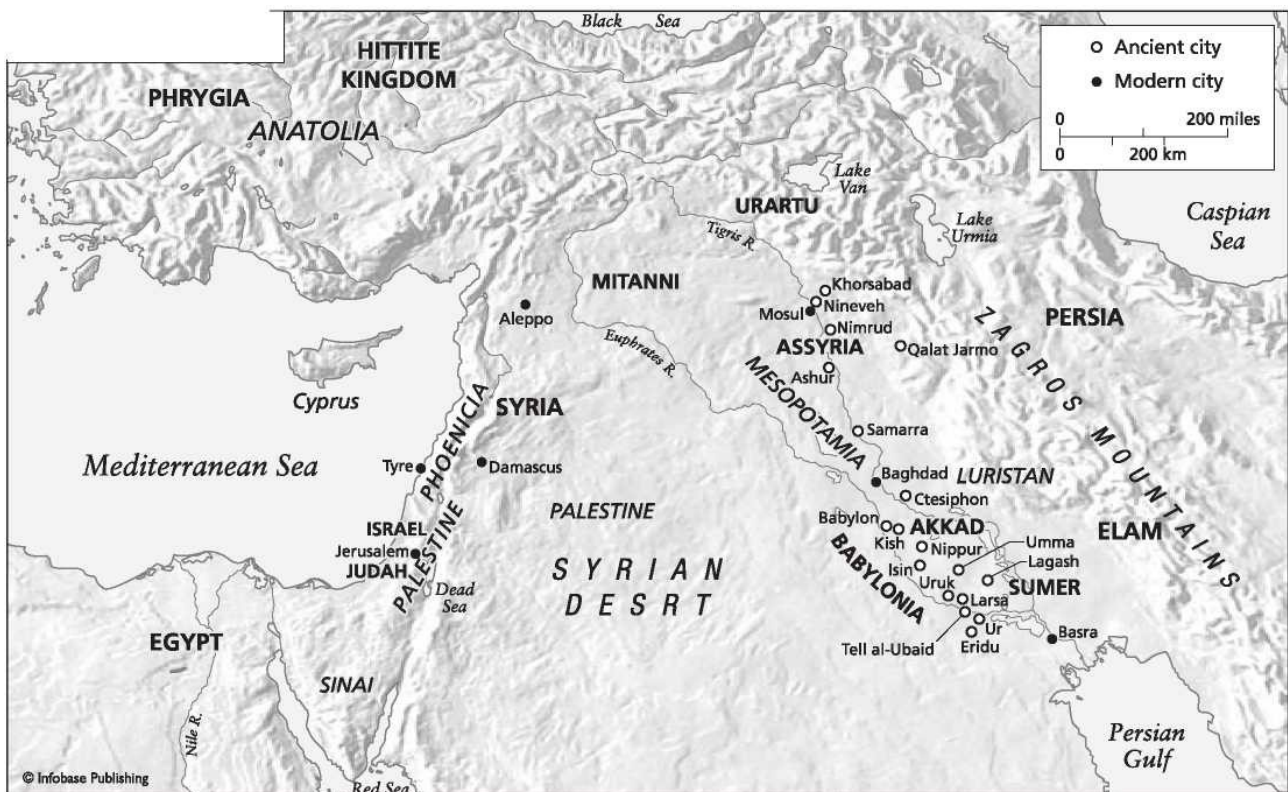 Black Sea
Ancient city
Modern city
0 200 miles
0 200 km
HITTITE
KINGDOM
PHRYGIA
ANATOLIA
Lake
Van
URARTU
Lake
Urmia
Caspian
Sea
Tigris R.
MITANNI
Khorsabad
Nineveh
Mosul
Nimrud
Aleppo
ASSYRIA
Qalat Jarmo
PERSIA
ZAGROS MOUNTAINS
Euphrates R.
Ashur
MESOPOTAMIA
Cyprus
SYRIA
PHOENICIA
Samarra
Mediterranean Sea
Tyre
Damascus
Baghdad
LURISTAN
Ctesiphon
PALESTINE
Babylon
AKKAD
ELAM
ISRAEL
Kish
Nippur
Umma
Jerusalem
JUDAH
PALESTINE
Dead
Sea
SYRIAN
DESRT
BABYLONIA
Isin
Lagash
Uruk
SUMER
Larsa
Ur
Basra
Tell al-Ubaid
Eridu
EGYPT
SINAI
Nile R.
Persian
Gulf
© Infobase Publishing
Red Sea